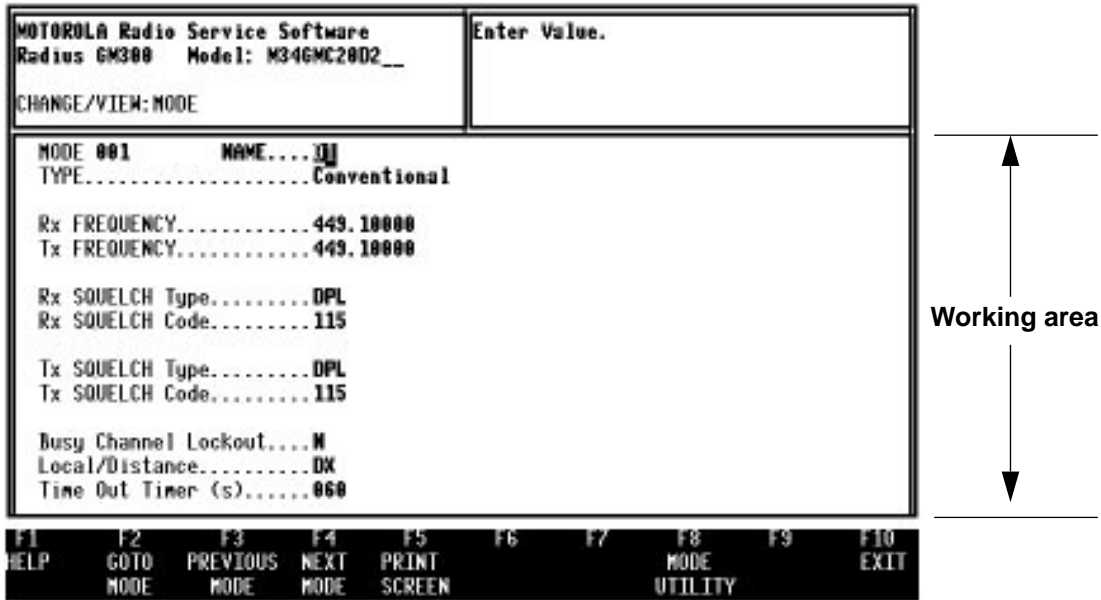 MOTOROLA Radio Service Software
Radius GM300 Model: M34GMC20D2__
CHANGE/VIEW:MODE
Enter Value.
MODE 001 NAME....
TYPE....................Conventional
Rx FREQUENCY............449.10000
Tx FREQUENCY............449.10000
Rx SQUELCH Type.........DPL
Rx SQUELCH Code.........115
Tx SQUELCH Type.........DPL
Tx SQUELCH Code.........115
Busy Channel Lockout....N
Local/Distance..........DX
Time Out Timer (s)......060
Working area
F1 F2 F3 F4 F5 F6 F7 F8 F9 F10
HELP GOTO PREVIOUS NEXT PRINT MODE EXIT
MODE MODE MODE SCREEN UTILITY